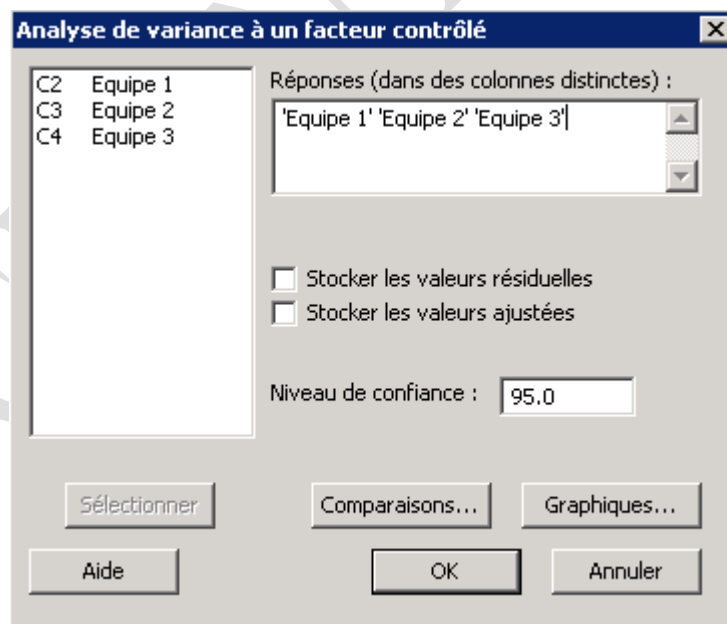 Analyse de variance à un facteur contrôlé
C2 Equipe 1
C3 Equipe 2
C4 Equipe 3
Réponses (dans des colonnes distinctes) :
'Equipe 1' 'Equipe 2' 'Equipe 3'
Stocker les valeurs résiduelles
Stocker les valeurs ajustées
Niveau de confiance : 95.0
Sélectionner
Comparaisons...
Graphiques...
Aide
OK
Annuler